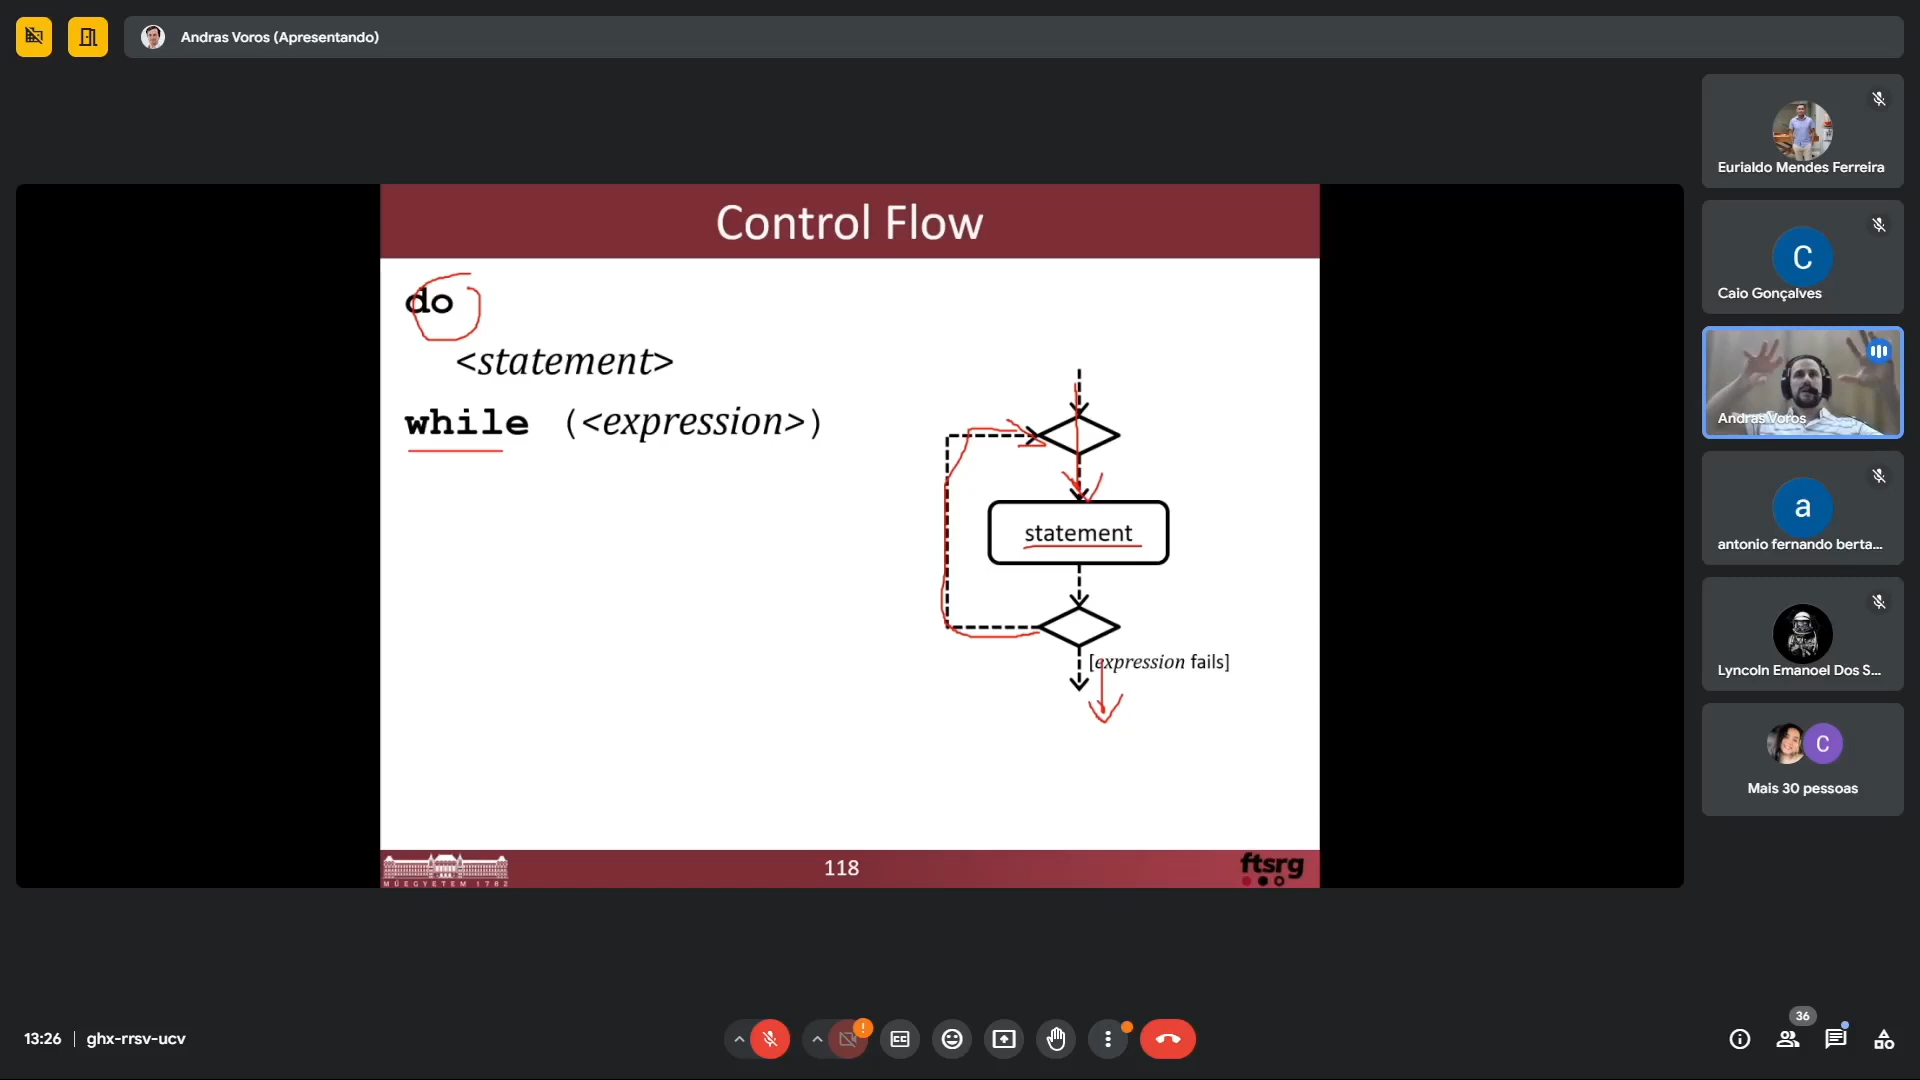 Andras Voros (Apresentando)
Control Flow
do
<statement>
while (<expression>)
statement
[expression fails]
MŰEGYETEM 1782
118
ftsrg
Eurialdo Mendes Ferreira
C
Caio Gonçalves
Andras Voros
a
antonio fernando berta...
Lyncoln Emanoel Dos S...
C
Mais 30 pessoas
13:26
ghx-rrsv-ucv
!
CC
36